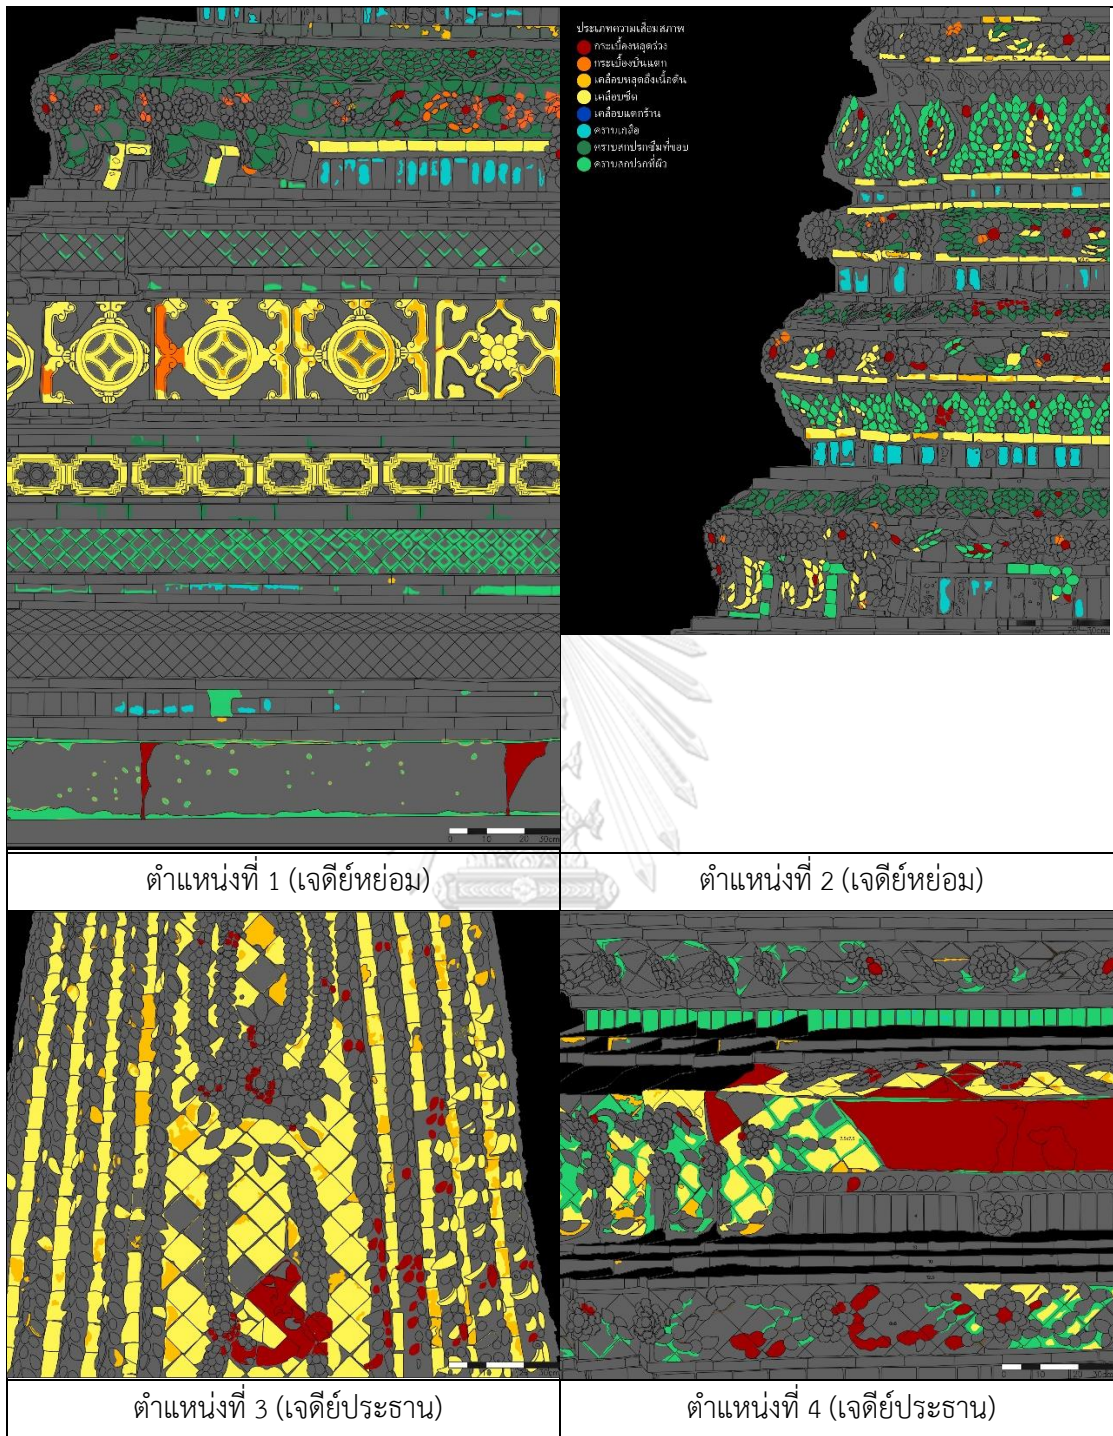 ประเภทความเสื่อมสภาพ
กระเบื้องหลุดร่วง
กระเบื้องบิ่นแตก
เคลือบหลุดถึงเนื้อดิน
เคลือบซีด
เคลือบแตกร้าน
คราบเกลือ
คราบสกปรกซึมที่ขอบ
คราบสกปรกที่ผิว
0 10 20 30cm
ตำแหน่งที่ 1 (เจดีย์หย่อม)
ตำแหน่งที่ 2 (เจดีย์หย่อม)
ตำแหน่งที่ 3 (เจดีย์ประธาน)
ตำแหน่งที่ 4 (เจดีย์ประธาน)